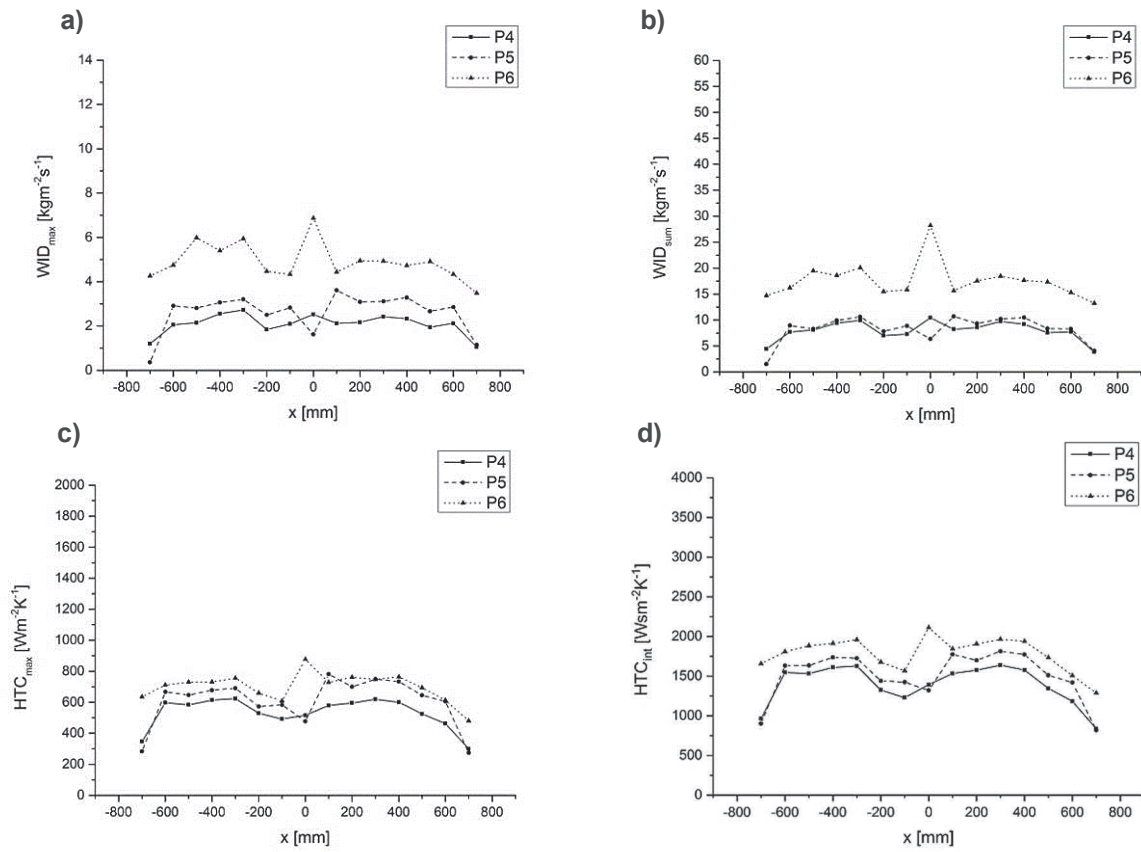 a)
P4
P5
P6
14
12
10
8
6
4
2
0
WID_max [kgm⁻²s⁻¹]
-800 -600 -400 -200 0 200 400 600 800
x [mm]
b)
P4
P5
P6
60
55
50
45
40
35
30
25
20
15
10
5
0
WID_sum [kgm⁻²s⁻¹]
-800 -600 -400 -200 0 200 400 600 800
x [mm]
c)
P4
P5
P6
2000
1800
1600
1400
1200
1000
800
600
400
200
0
HTC_max [Wm⁻²K⁻¹]
-800 -600 -400 -200 0 200 400 600 800
x [mm]
d)
P4
P5
P6
4000
3500
3000
2500
2000
1500
1000
500
0
HTC_int [Wsm⁻²K⁻¹]
-800 -600 -400 -200 0 200 400 600 800
x [mm]